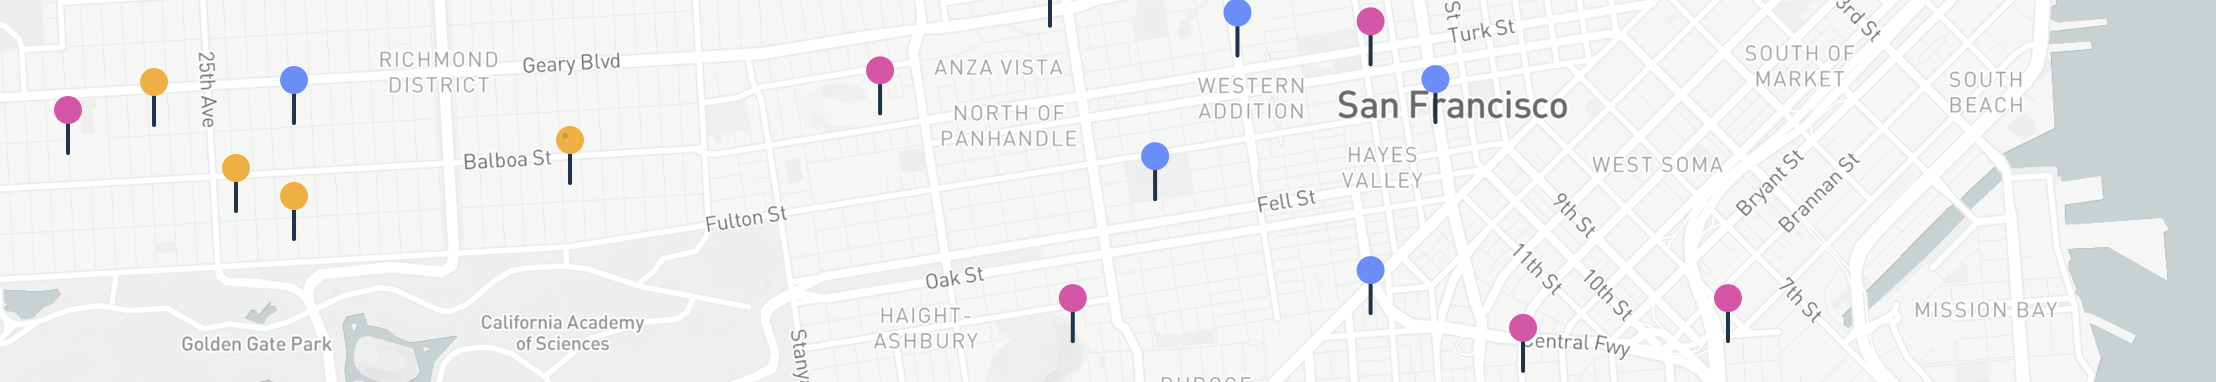 25th Ave
RICHMOND
DISTRICT
Geary Blvd
Balboa St
ANZA VISTA
NORTH OF
PANHANDLE
Fulton St
WESTERN
ADDITION
St
Turk St
San Francisco
HAYES
VALLEY
Fell St
Oak St
3rd St
SOUTH OF
MARKET
SOUTH
BEACH
WEST SOMA
Bryant St
Brannan St
9th St
11th St
10th St
7th St
MISSION BAY
Central Fwy
HAIGHT-
ASHBURY
California Academy
of Sciences
Golden Gate Park